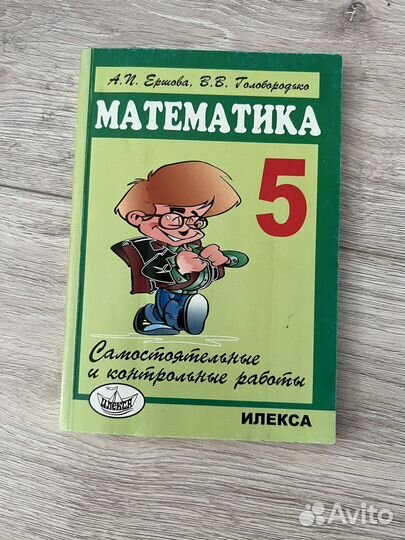 А.П. Ершова, В.В. Голобородько
МАТЕМАТИКА
5
Самостоятельные
и контрольные работы
ИЛЕКСА
ИЛЕКСА
Avito